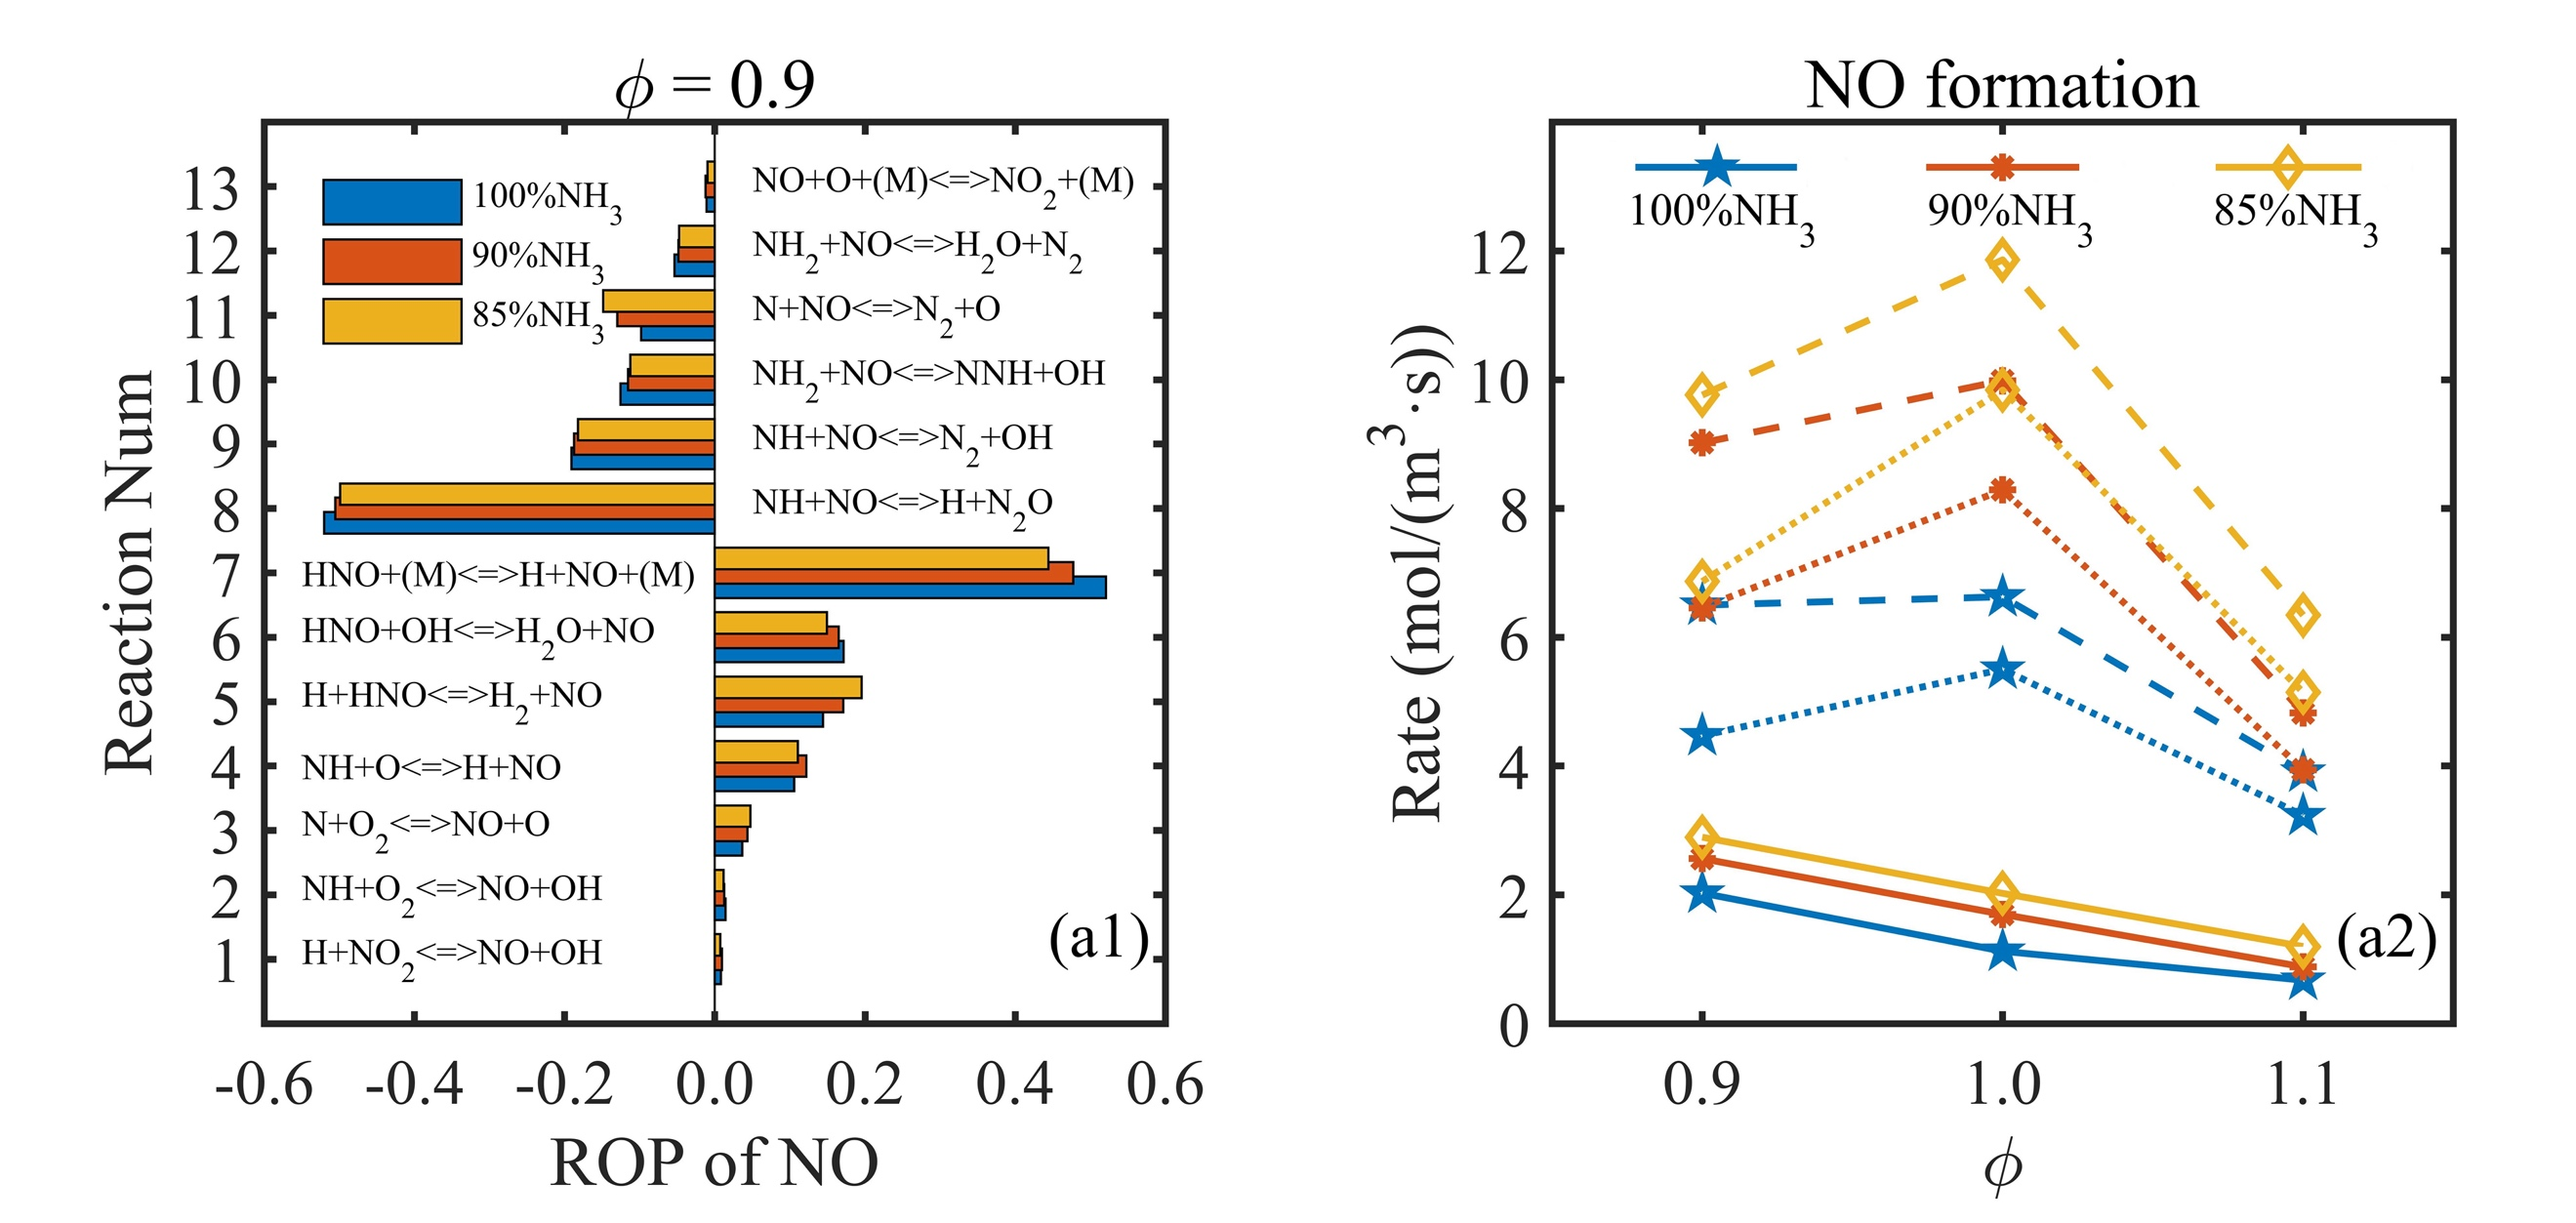 ϕ = 0.9
100%NH3
90%NH3
85%NH3
NO+O+(M)<=>NO2+(M)
NH2+NO<=>H2O+N2
N+NO<=>N2+O
NH2+NO<=>NNH+OH
NH+NO<=>N2+OH
NH+NO<=>H+N2O
HNO+(M)<=>H+NO+(M)
HNO+OH<=>H2O+NO
H+HNO<=>H2+NO
NH+O<=>H+NO
N+O2<=>NO+O
NH+O2<=>NO+OH
H+NO2<=>NO+OH
(a1)
13
12
11
10
9
8
7
6
5
4
3
2
1
Reaction Num
-0.6 -0.4 -0.2 0.0 0.2 0.4 0.6
ROP of NO
NO formation
100%NH3 90%NH3 85%NH3
12
10
8
6
4
2
0
Rate (mol/(m3·s))
(a2)
0.9 1.0 1.1
ϕ